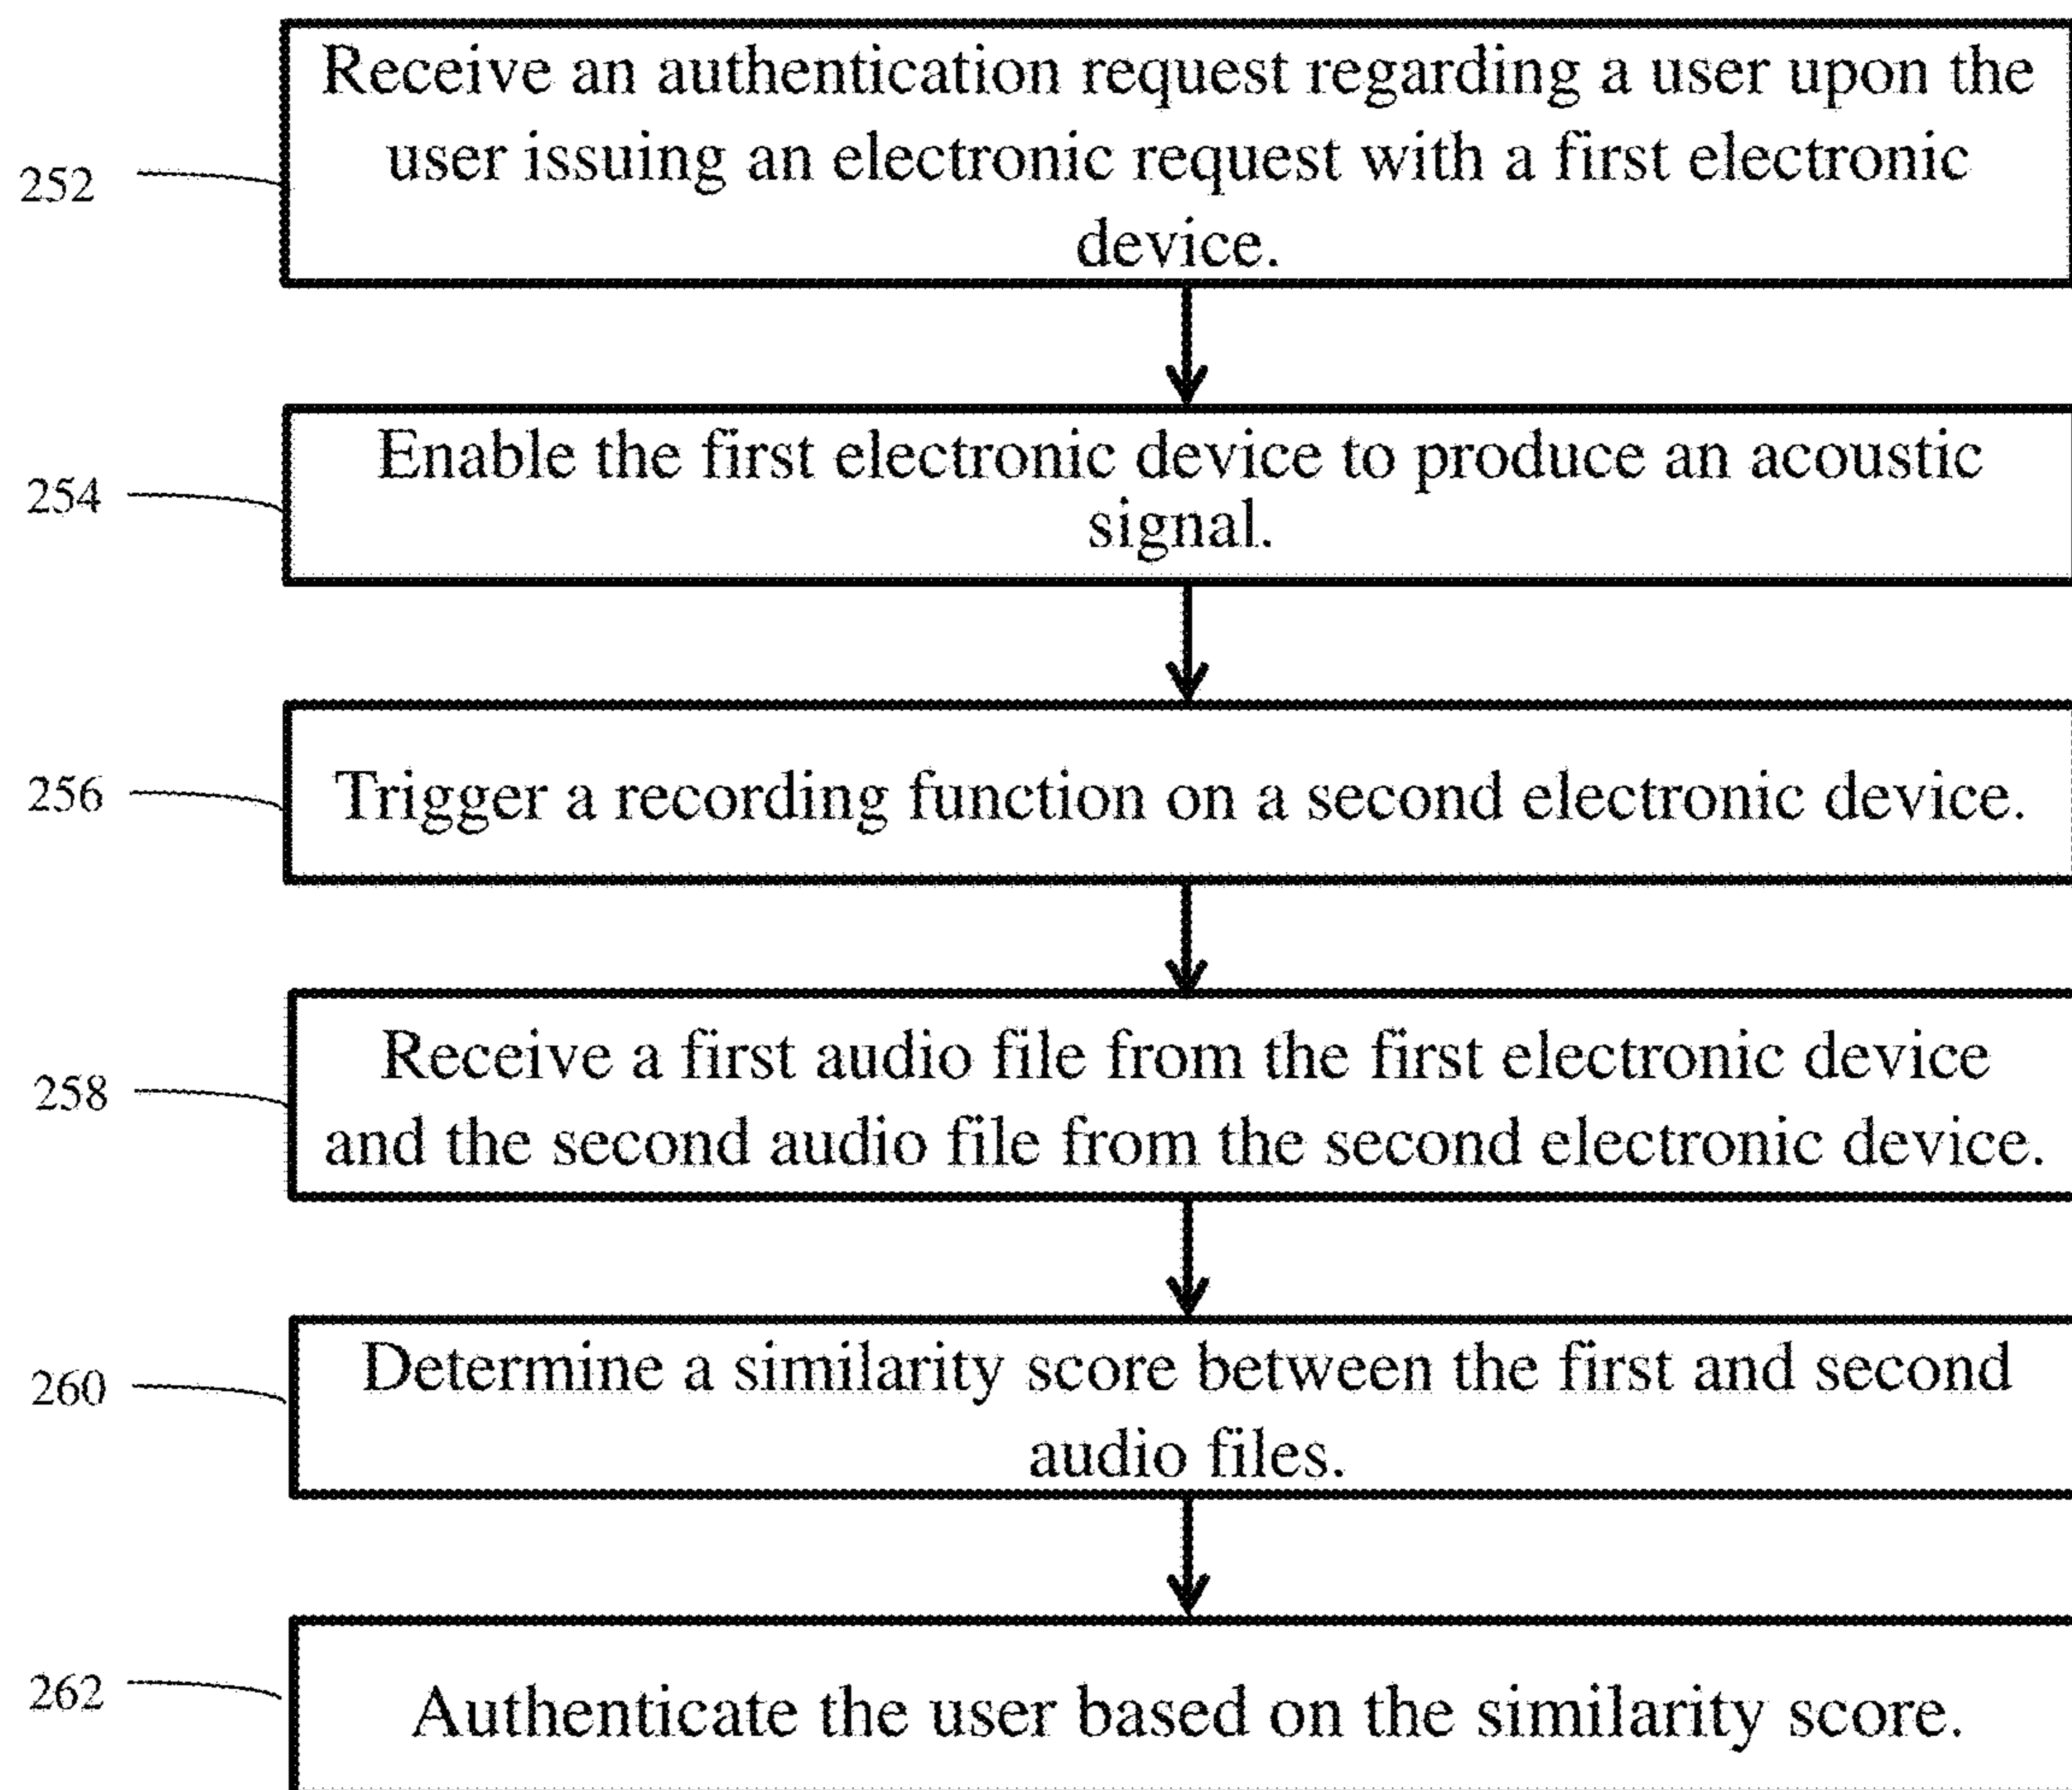 Receive an authentication request regarding a user upon the
252
user issuing an electronic request with a first electronic
device.
Enable the first electronic device to produce an acoustic
254
signal.
256
Trigger a recording function on a second electronic device.
Receive a first audio file from the first electronic device
258
and the second audio file from the second electronic device.
Determine a similarity score between the first and second
260
audio files.
262
Authenticate the user based on the similarity score.